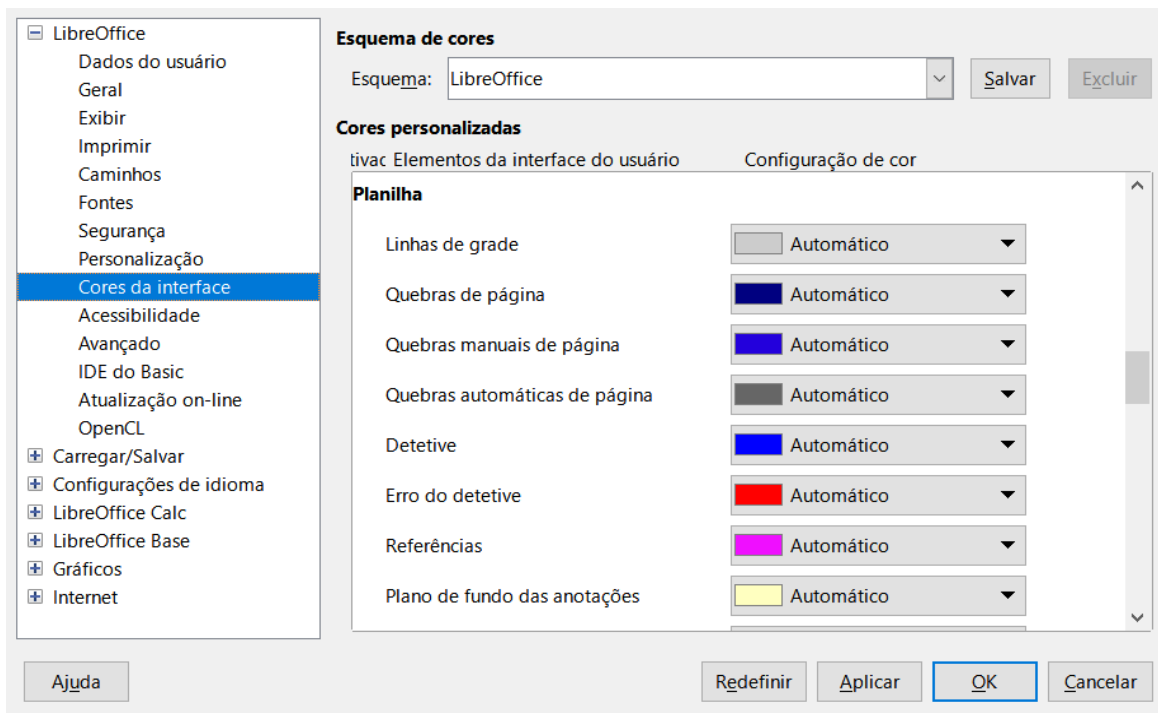 LibreOffice
Dados do usuário
Geral
Exibir
Imprimir
Caminhos
Fontes
Segurança
Personalização
Cores da interface
Acessibilidade
Avançado
IDE do Basic
Atualização on-line
OpenCL
Carregar/Salvar
Configurações de idioma
LibreOffice Calc
LibreOffice Base
Gráficos
Internet
Esquema de cores
Esquema: LibreOffice Salvar Excluir
Cores personalizadas
tivac Elementos da interface do usuário Configuração de cor
Planilha
Linhas de grade Automático
Quebras de página Automático
Quebras manuais de página Automático
Quebras automáticas de página Automático
Detetive Automático
Erro do detetive Automático
Referências Automático
Plano de fundo das anotações Automático
Ajuda Redefinir Aplicar OK Cancelar